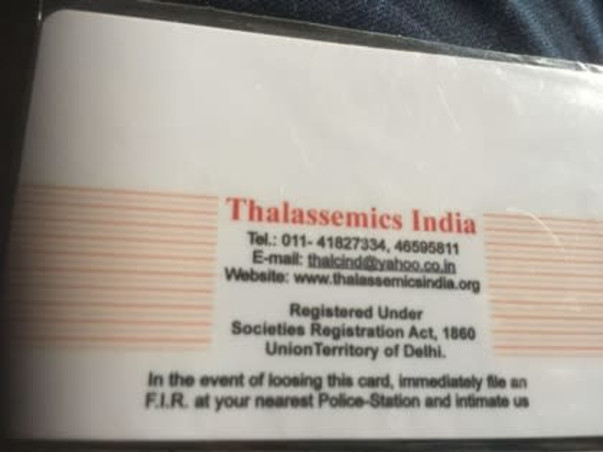 Thalassemics India
Tel.: 011- 41827334, 46595811
E-mail: thalcind@yahoo.co.in
Website: www.thalassemicsindia.org
Registered Under
Societies Registration Act, 1860
UnionTerritory of Delhi.
In the event of loosing this card, immediately file an
F.I.R. at your nearest Police-Station and intimate us